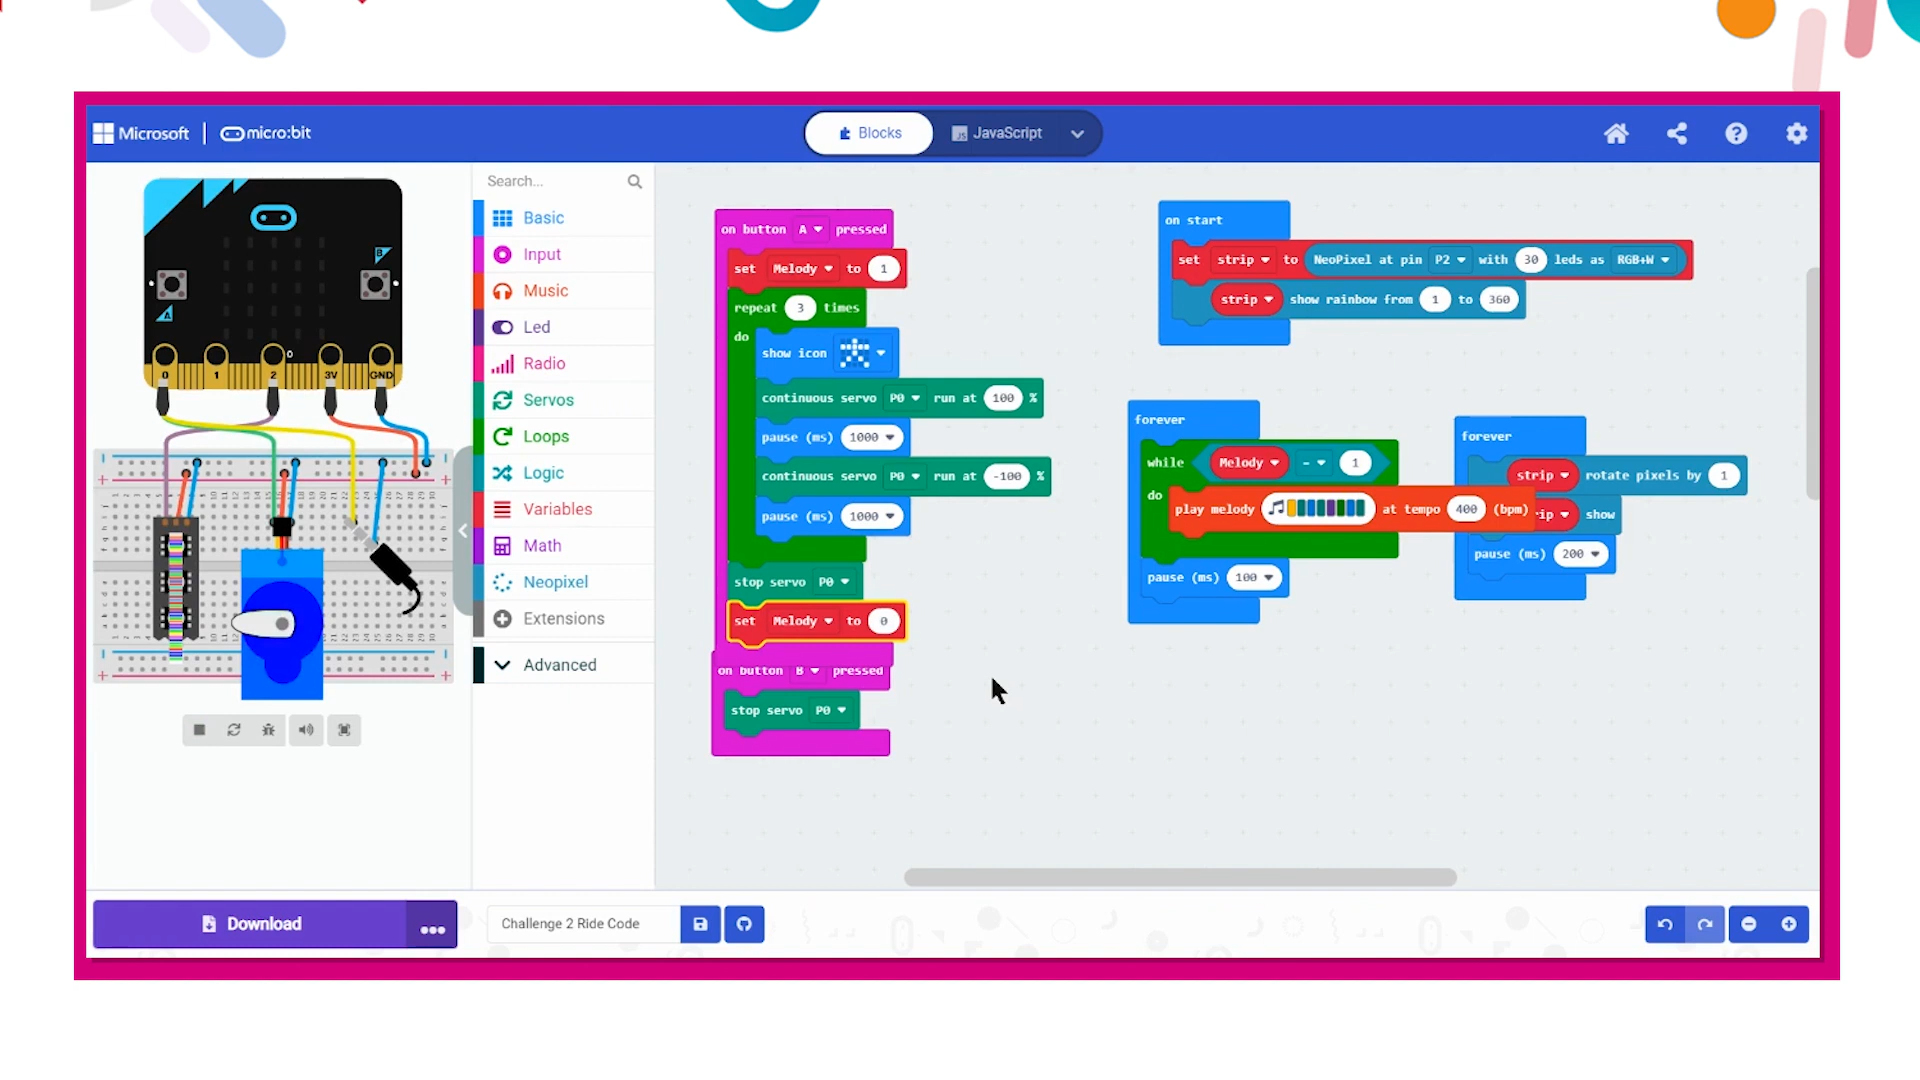 Microsoft | micro:bit
Blocks
JavaScript
B
A
0 1 2 3V GND
0
Search...
Basic
Input
Music
Led
Radio
Servos
Loops
Logic
Variables
Math
Neopixel
Extensions
Advanced
on button A pressed
set Melody to 1
repeat 3 times
do
show icon
continuous servo P0 run at 100 %
pause (ms) 1000
continuous servo P0 run at -100 %
pause (ms) 1000
stop servo P0
set Melody to 0
on button B pressed
stop servo P0
on start
set strip to NeoPixel at pin P2 with 30 leds as RGB+W
strip show rainbow from 1 to 360
forever
while Melody = 1
do
play melody at tempo 400 (bpm)
pause (ms) 100
forever
strip rotate pixels by 1
ip show
pause (ms) 200
Download
Challenge 2 Ride Code